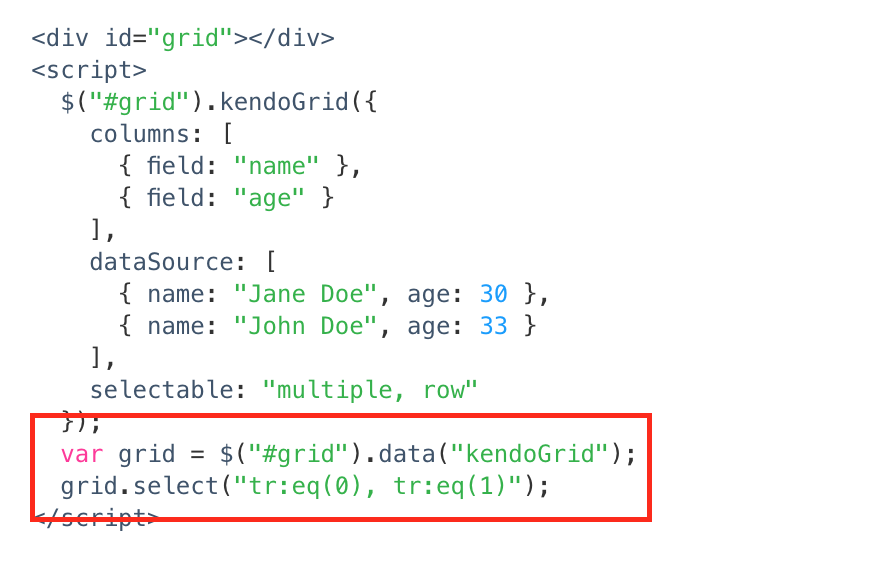 <div id="grid"></div>
<script>
  $("#grid").kendoGrid({
    columns: [
      { field: "name" },
      { field: "age" }
    ],
    dataSource: [
      { name: "Jane Doe", age: 30 },
      { name: "John Doe", age: 33 }
    ],
    selectable: "multiple, row"
  });
  var grid = $("#grid").data("kendoGrid");
  grid.select("tr:eq(0), tr:eq(1)");
</script>